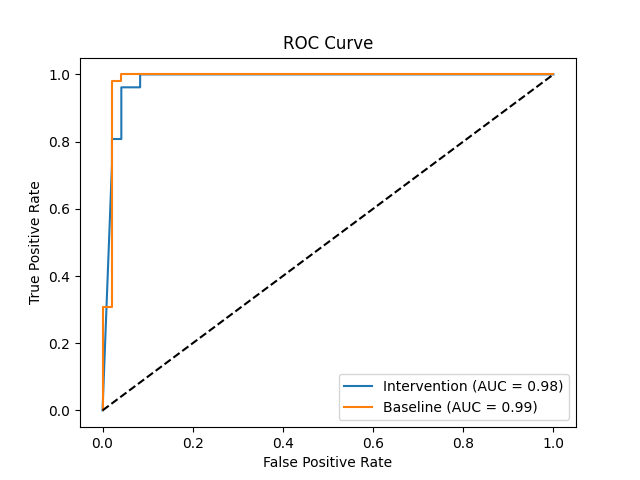 ROC Curve
True Positive Rate
1.0
0.8
0.6
0.4
0.2
0.0
0.0 0.2 0.4 0.6 0.8 1.0
False Positive Rate
Intervention (AUC = 0.98)
Baseline (AUC = 0.99)